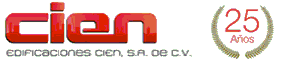 cien
EDIFICACIONES CIEN, S.A. DE C.V.
25
Años